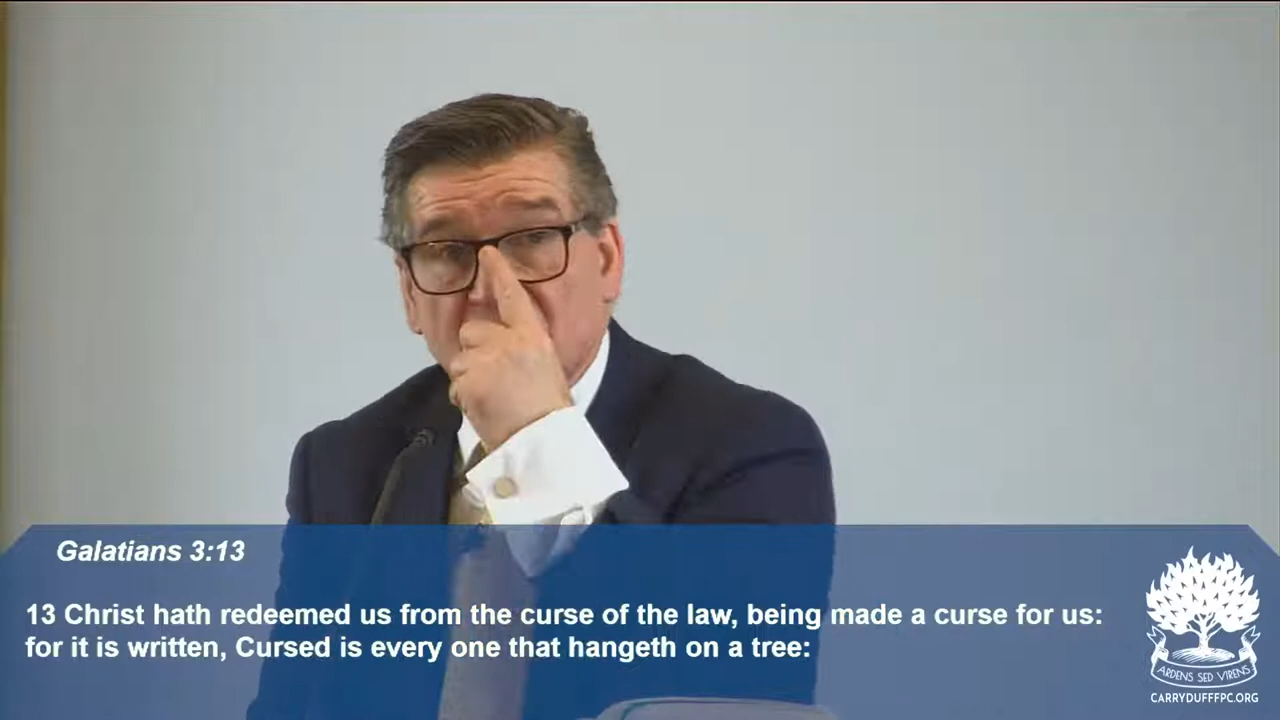 Galatians 3:13
13 Christ hath redeemed us from the curse of the law, being made a curse for us:
for it is written, Cursed is every one that hangeth on a tree:
ARDENS SED VIRENS
CARRYDUFFFPC.ORG